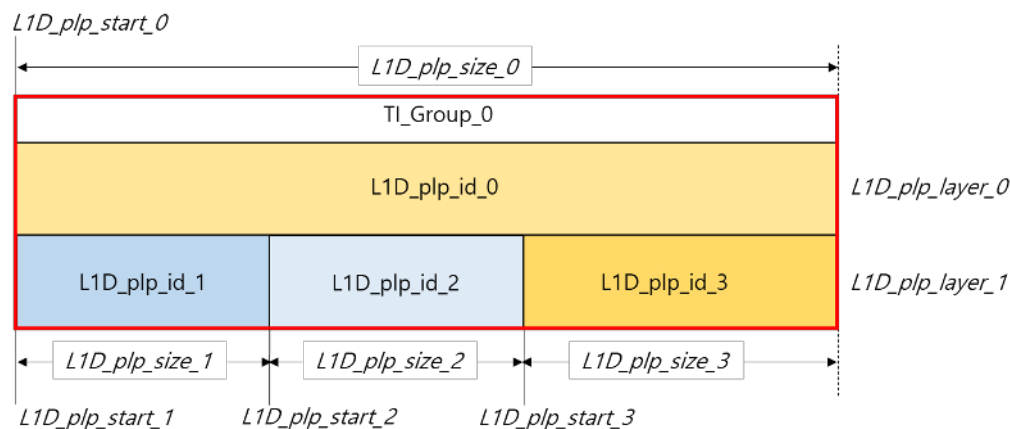 L1D_plp_start_0
L1D_plp_size_0
TI_Group_0
L1D_plp_id_0
L1D_plp_layer_0
L1D_plp_id_1
L1D_plp_id_2
L1D_plp_id_3
L1D_plp_layer_1
L1D_plp_size_1
L1D_plp_size_2
L1D_plp_size_3
L1D_plp_start_1
L1D_plp_start_2
L1D_plp_start_3